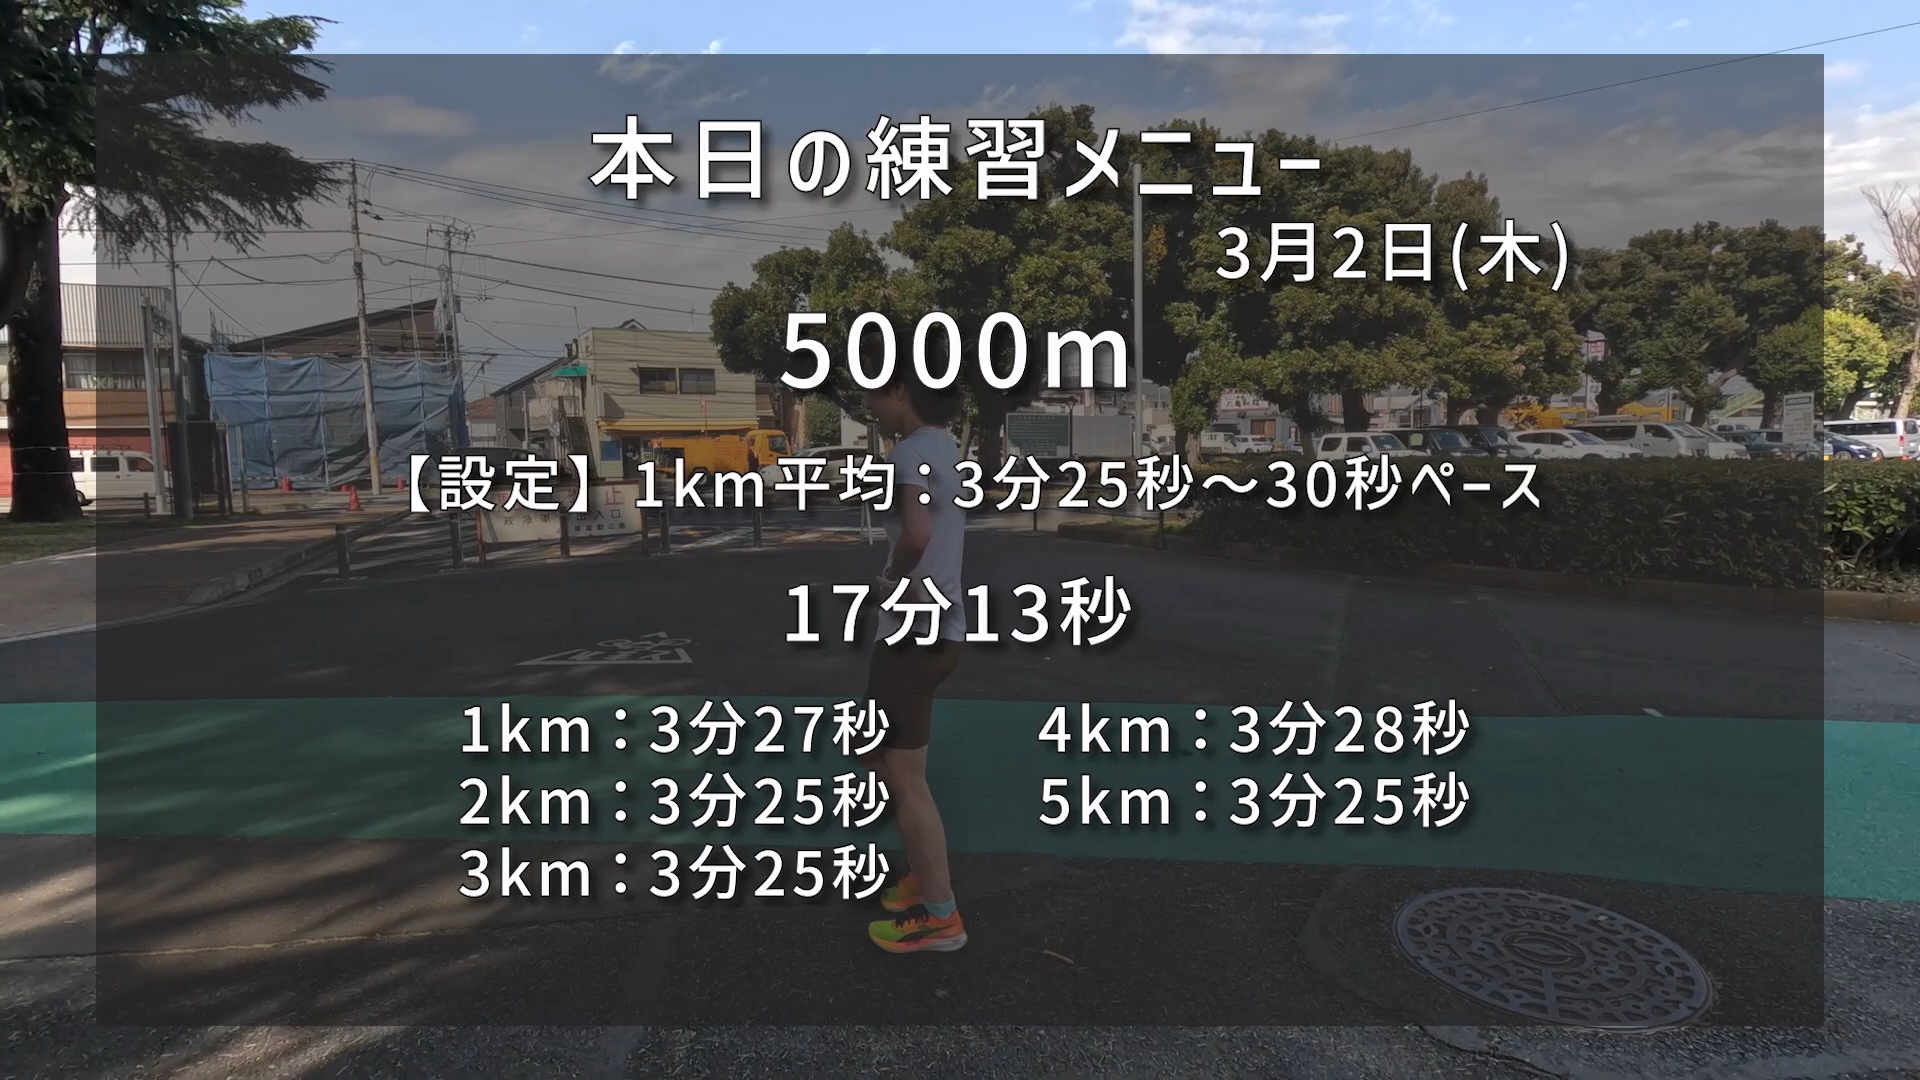 本日の練習メニュー
3月2日(木)
5000m
【設定】1km平均：3分25秒～30秒ペース
17分13秒
1km：3分27秒
2km：3分25秒
3km：3分25秒
4km：3分28秒
5km：3分25秒